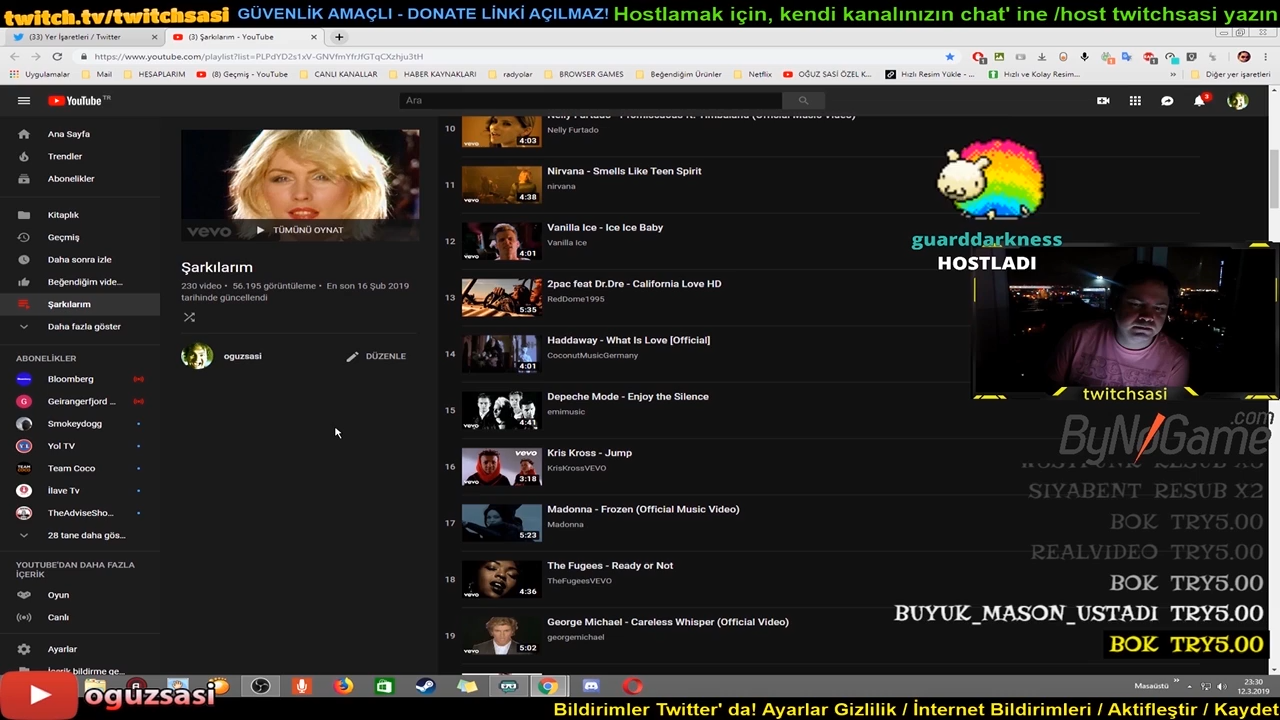 twitch.tv/twitchsasi GÜVENLİK AMAÇLI - DONATE LİNKİ AÇILMAZ! Hostlamak için, kendi kanalınızın chat' ine /host twitchsasi yazın
(33) Yer İşaretleri / Twitter
(3) Şarkılarım - YouTube
https://www.youtube.com/playlist?list=PLPdYD2s1xV-GNVfmYfrJfGTqCXzhju3tH
Uygulamalar Mail HESAPLARIM (8) Geçmiş - YouTube CANLI KANALLAR HABER KAYNAKLARI radyolar BROWSER GAMES Beğendiğim Ürünler Netflix OĞUZ SASİ ÖZEL K... Hızlı Resim Yükle - ... Hızlı ve Kolay Resim... » Diğer yer işaretleri
YouTube TR
Ara
3
Ana Sayfa
Trendler
Abonelikler
Kitaplık
Geçmiş
Daha sonra izle
Beğendiğim vide...
Şarkılarım
Daha fazla göster
ABONELİKLER
Bloomberg
Geirangerfjord ...
Smokeydogg
Yol TV
Team Coco
İlave Tv
TheAdviseSho...
28 tane daha gös...
YOUTUBE'DAN DAHA FAZLA
İÇERİK
Oyun
Canlı
Ayarlar
İçerik bildirme ge...
vevo
TÜMÜNÜ OYNAT
Şarkılarım
230 video • 56.195 görüntüleme • En son 16 Şub 2019
tarihinde güncellendi
oguzsasi
DÜZENLE
10 Nelly Furtado - Promiscuous ft. Timbaland (Official Music Video)
Nelly Furtado
4:03
11 Nirvana - Smells Like Teen Spirit
nirvana
4:38
12 Vanilla Ice - Ice Ice Baby
Vanilla Ice
4:01
13 2pac feat Dr.Dre - California Love HD
RedDome1995
5:35
14 Haddaway - What Is Love [Official]
CoconutMusicGermany
4:01
15 Depeche Mode - Enjoy the Silence
emimusic
4:41
16 Kris Kross - Jump
KrisKrossVEVO
3:18
17 Madonna - Frozen (Official Music Video)
Madonna
5:23
18 The Fugees - Ready or Not
TheFugeesVEVO
4:36
19 George Michael - Careless Whisper (Official Video)
georgemichael
5:02
guarddarkness
HOSTLADI
twitchsasi
ByNoGame.com
SIYABENT RESUB X2
BOK TRY5.00
REALVIDEO TRY5.00
BOK TRY5.00
BUYUK_MASON_USTADI TRY5.00
BOK TRY5.00
oguzsasi
Masaüstü
23:30
12.3.2019
Bildirimler Twitter' da! Ayarlar Gizlilik / İnternet Bildirimleri / Aktifleştir / Kaydet